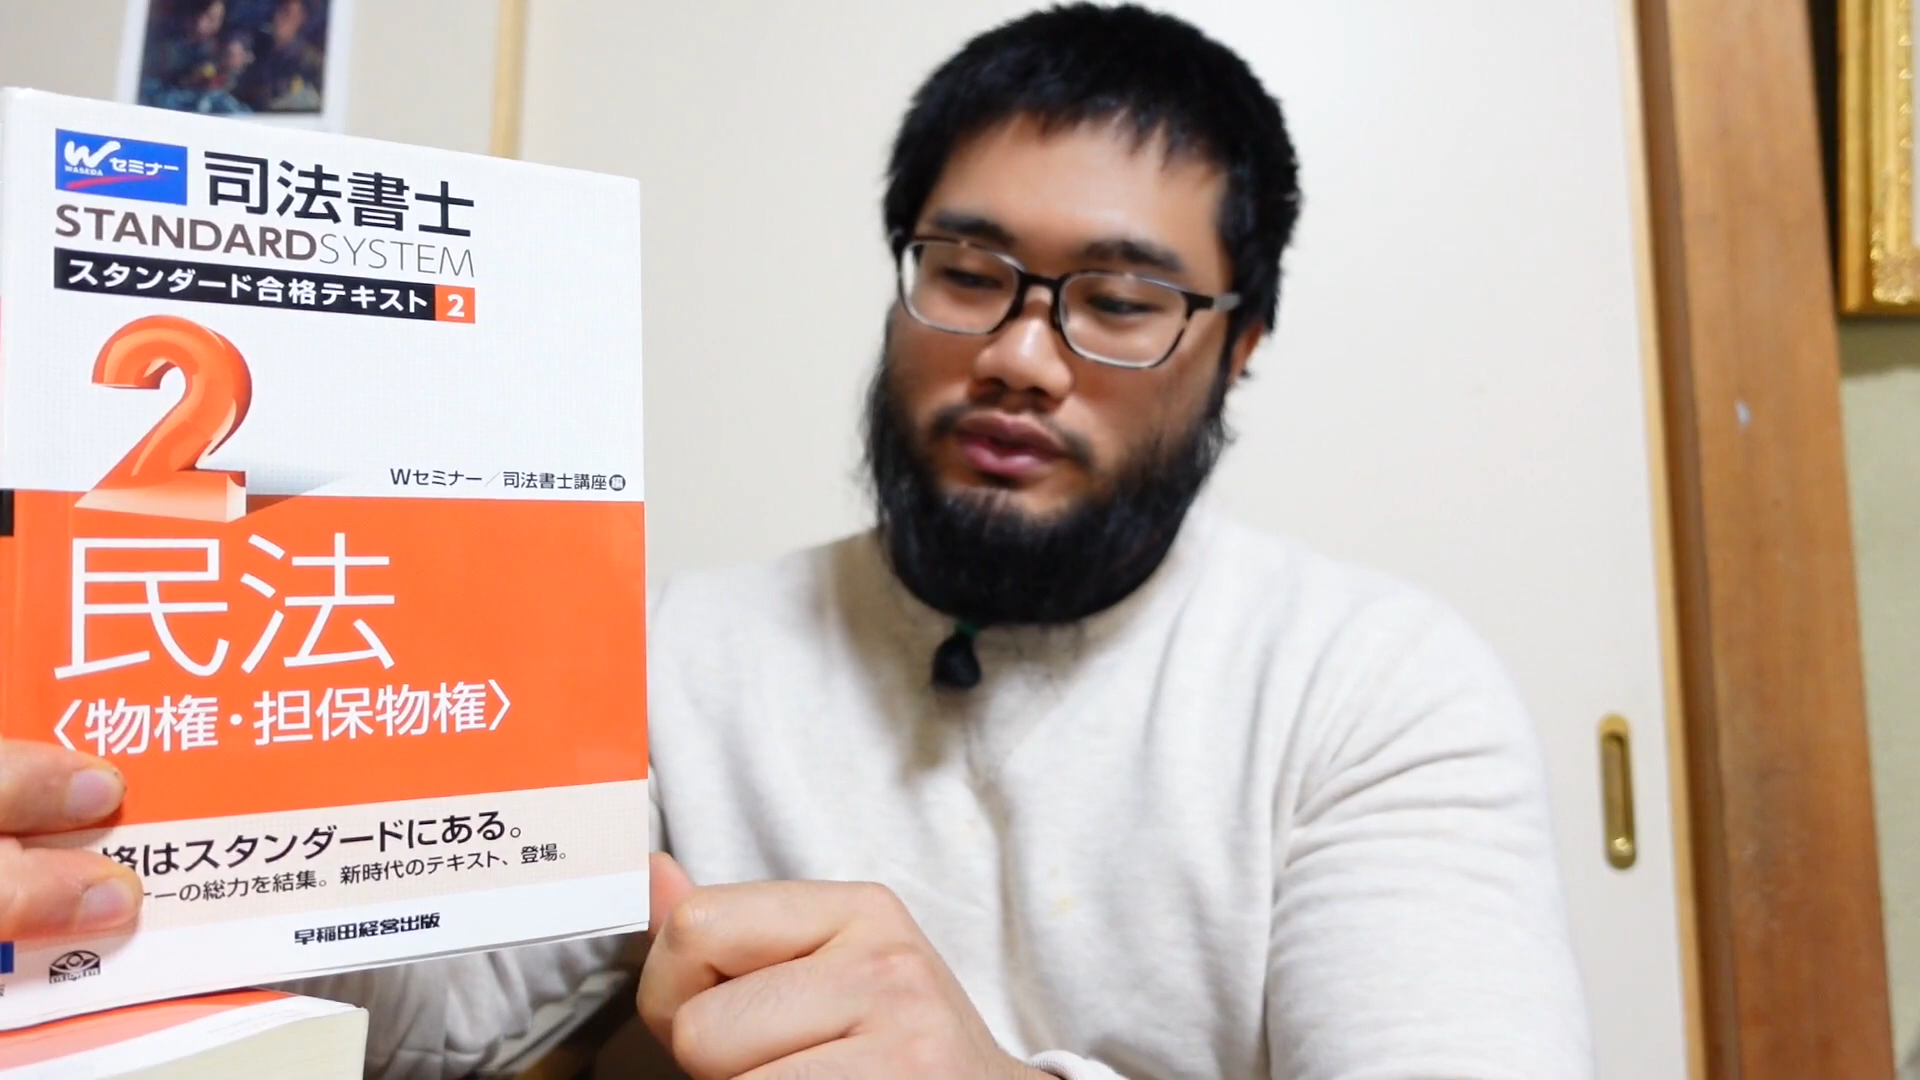 W セミナー
WASEDA
司法書士
STANDARDSYSTEM
スタンダード合格テキスト 2
2
Wセミナー／司法書士講座 編
民法
〈物権・担保物権〉
格はスタンダードにある。
ナーの総力を結集。新時代のテキスト、登場。
早稲田経営出版